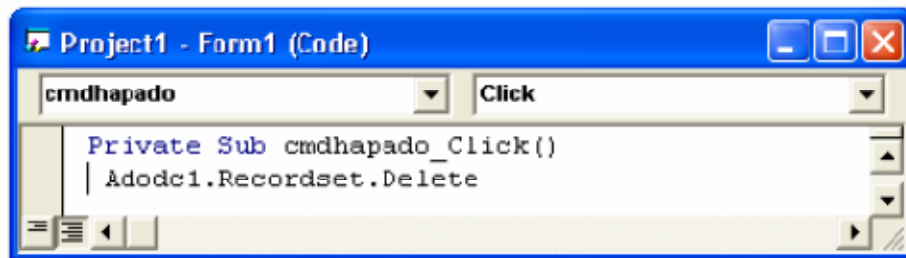 Project1 - Form1 (Code)
cmdhapado Click
Private Sub cmdhapado_Click()
Adodc1.Recordset.Delete